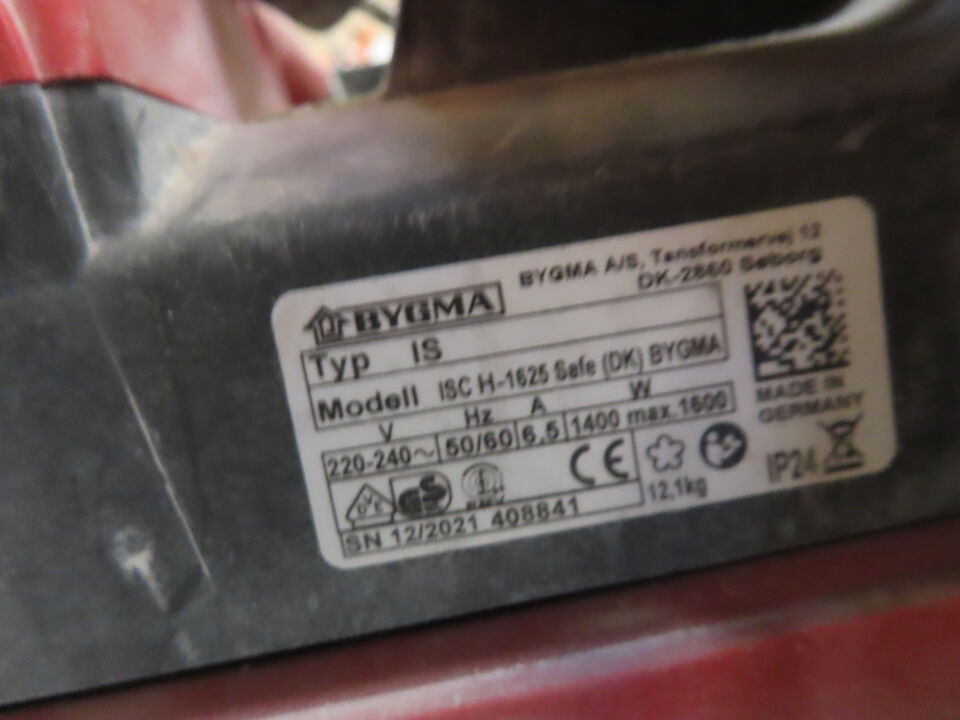 BYGMA
BYGMA A/S, Tansformervej 12
DK-2860 Søborg
Typ IS
Modell ISC H-1625 Safe (DK) BYGMA
V Hz A W
220-240~ 50/60 6,5 1400 max.1600
MADE IN
GERMANY
CE
IP24
12,1kg
SN 12/2021 408841